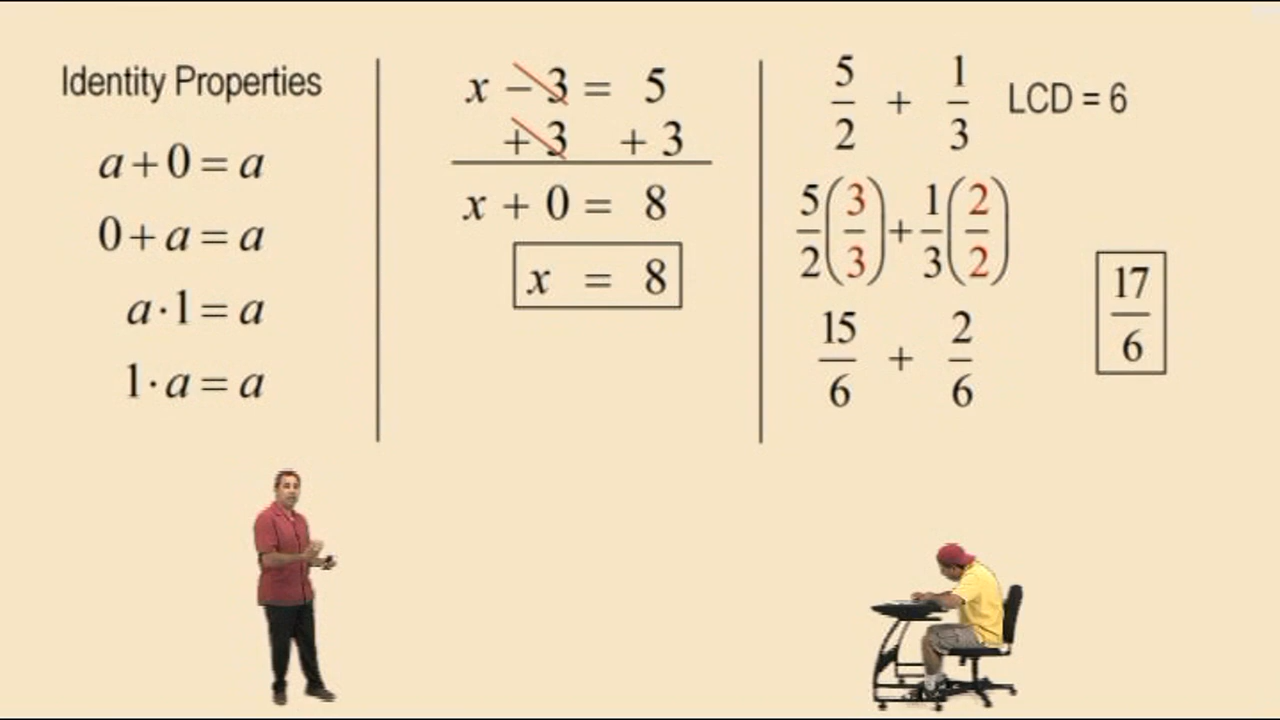 Identity Properties
a + 0 = a
0 + a = a
a · 1 = a
1 · a = a
x − 3 = 5
+ 3 + 3
x + 0 = 8
x = 8
5/2 + 1/3 LCD = 6
5/2 (3/3) + 1/3 (2/2)
15/6 + 2/6
17/6